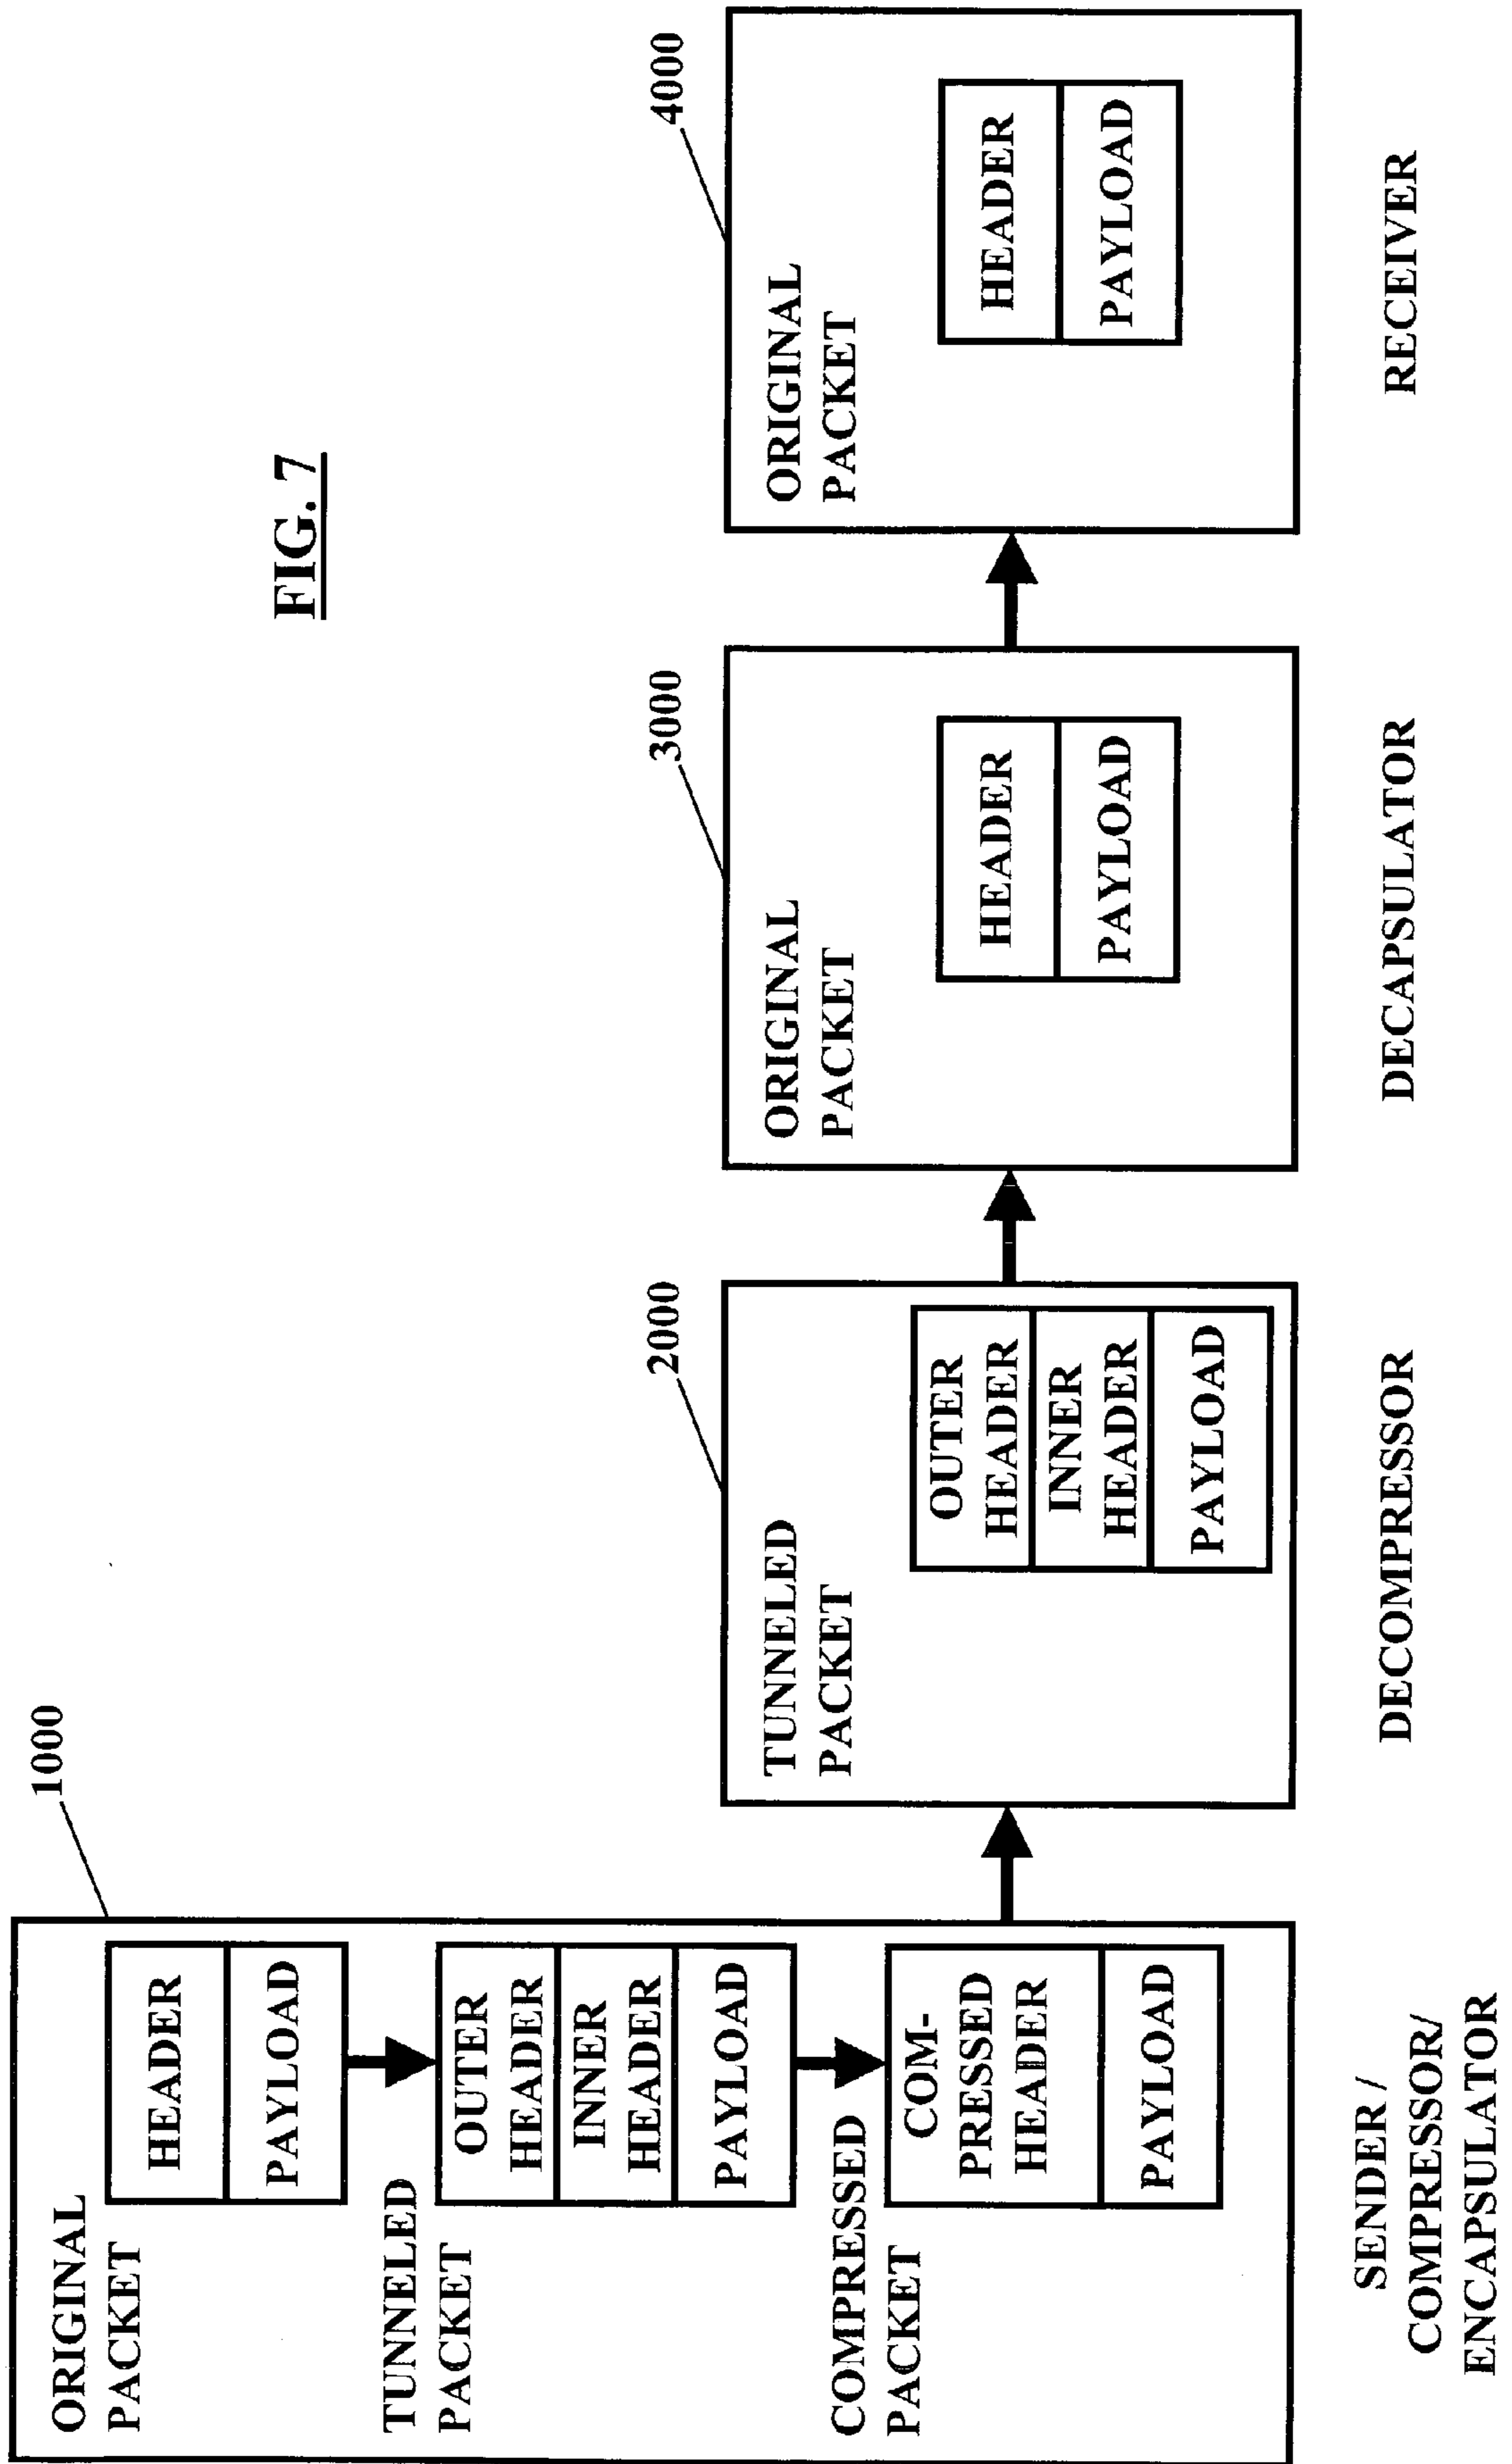 FIG. 7
1000
ORIGINAL
PACKET
HEADER
PAYLOAD
TUNNELED
PACKET
OUTER
HEADER
INNER
HEADER
PAYLOAD
COMPRESSED
PACKET
COM-
PRESSED
HEADER
PAYLOAD
SENDER /
COMPRESSOR/
ENCAPSULATOR
2000
TUNNELED
PACKET
OUTER
HEADER
INNER
HEADER
PAYLOAD
DECOMPRESSOR
3000
ORIGINAL
PACKET
HEADER
PAYLOAD
DECAPSULATOR
4000
ORIGINAL
PACKET
HEADER
PAYLOAD
RECEIVER